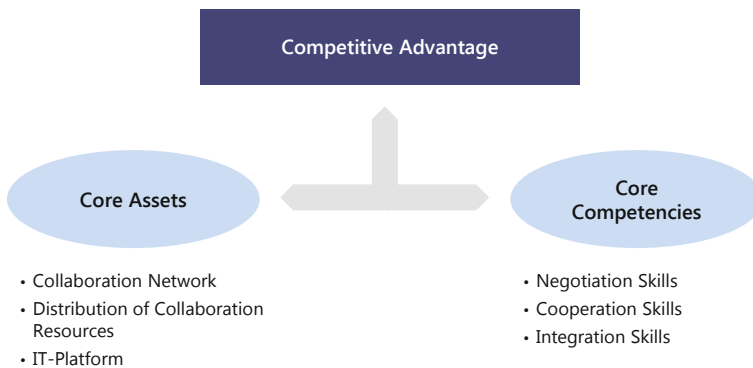 Competitive Advantage
Core Assets
• Collaboration Network
• Distribution of Collaboration
Resources
• IT-Platform
Core
Competencies
• Negotiation Skills
• Cooperation Skills
• Integration Skills